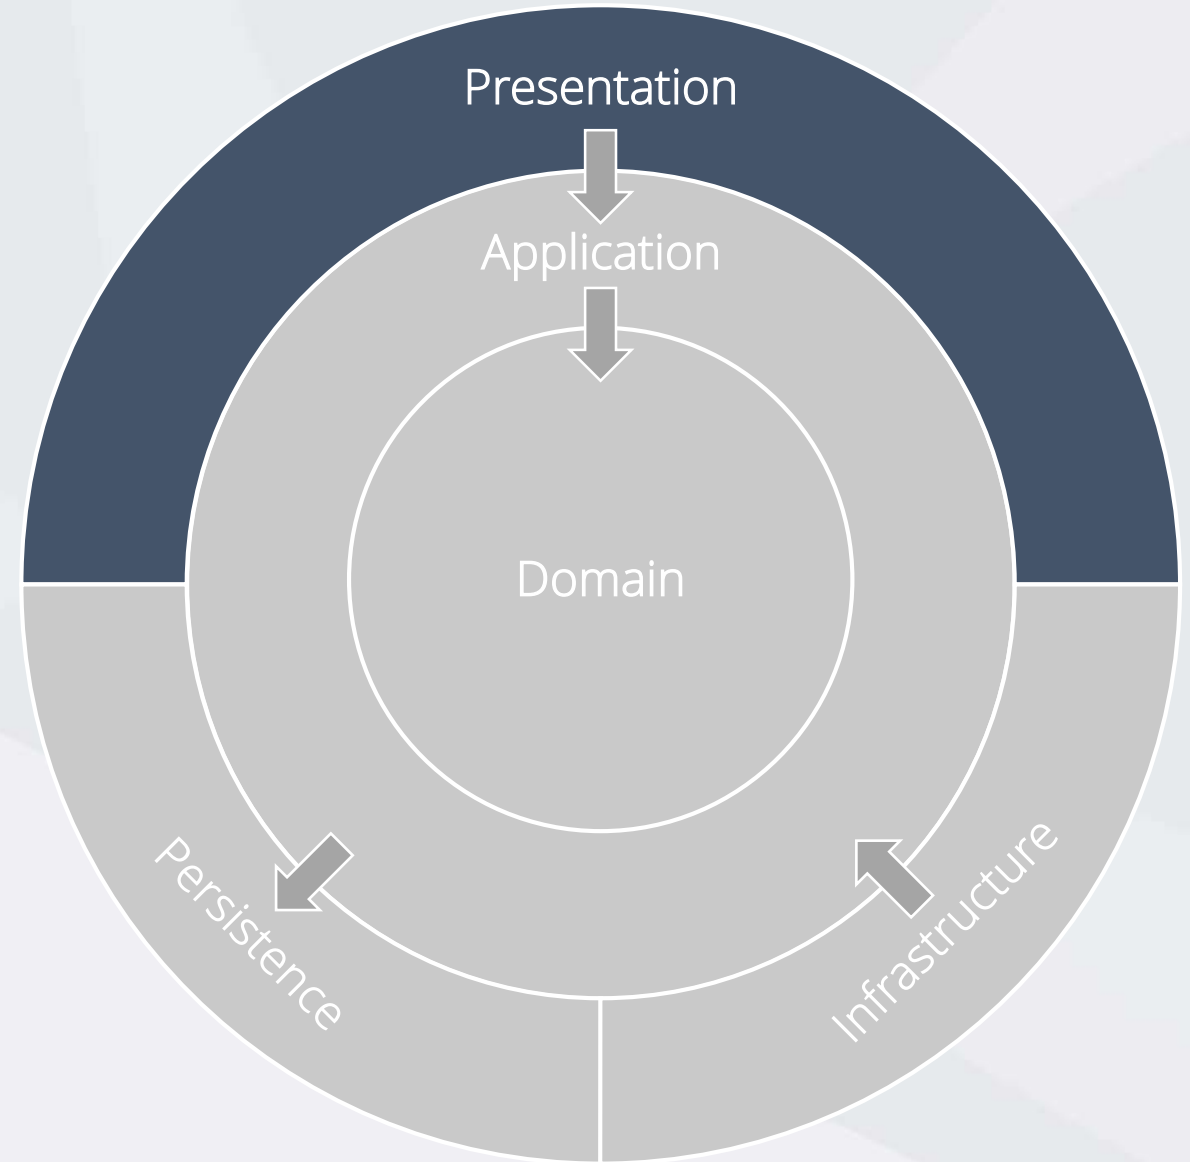 Presentation
Application
Domain
Persistence
Infrastructure